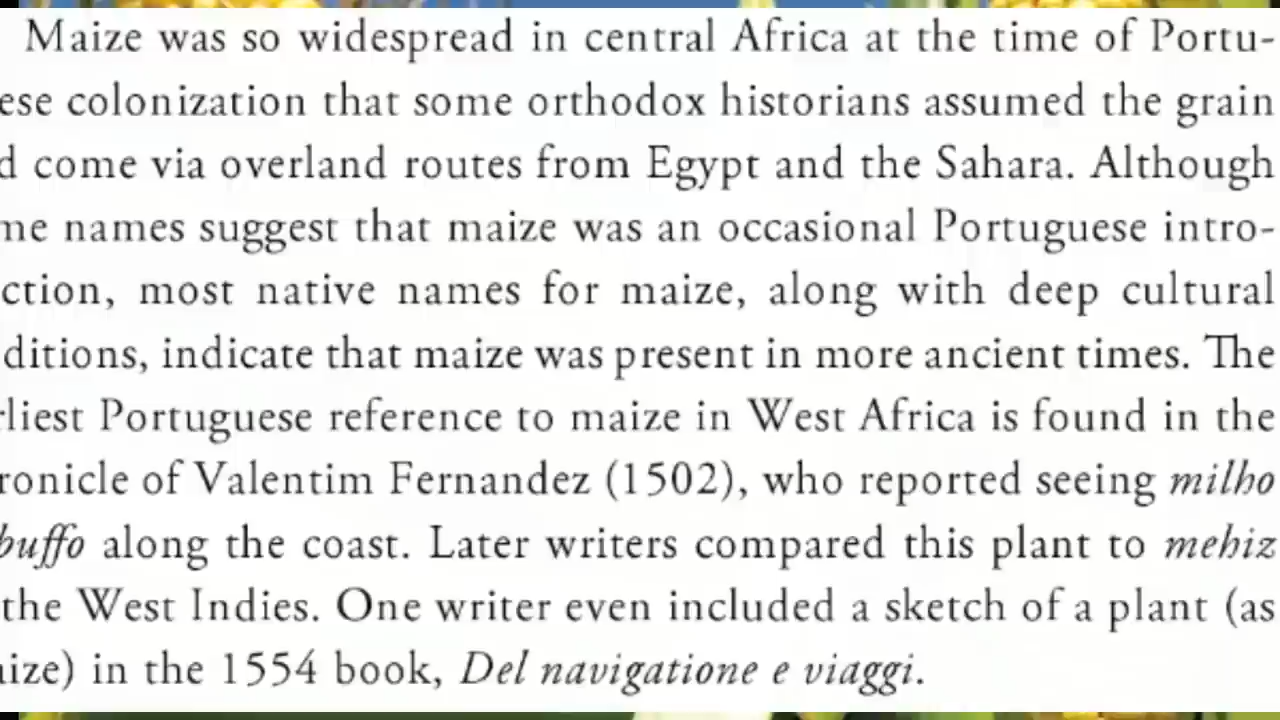 Maize was so widespread in central Africa at the time of Portu-
ese colonization that some orthodox historians assumed the grain
d come via overland routes from Egypt and the Sahara. Although
me names suggest that maize was an occasional Portuguese intro-
ction, most native names for maize, along with deep cultural
ditions, indicate that maize was present in more ancient times. The
rliest Portuguese reference to maize in West Africa is found in the
ronicle of Valentim Fernandez (1502), who reported seeing milho
buffo along the coast. Later writers compared this plant to mehiz
the West Indies. One writer even included a sketch of a plant (as
aize) in the 1554 book, Del navigatione e viaggi.